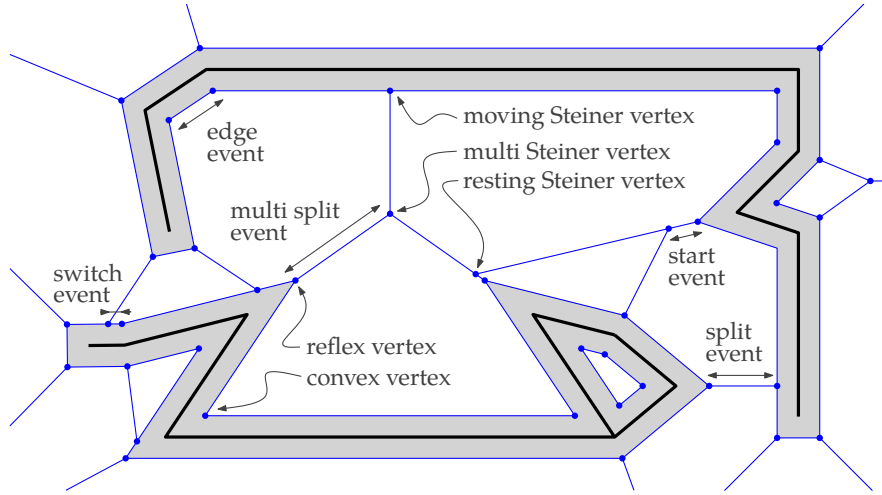 moving Steiner vertex
edge
event
multi Steiner vertex
resting Steiner vertex
multi split
event
start
event
switch
event
split
event
reflex vertex
convex vertex